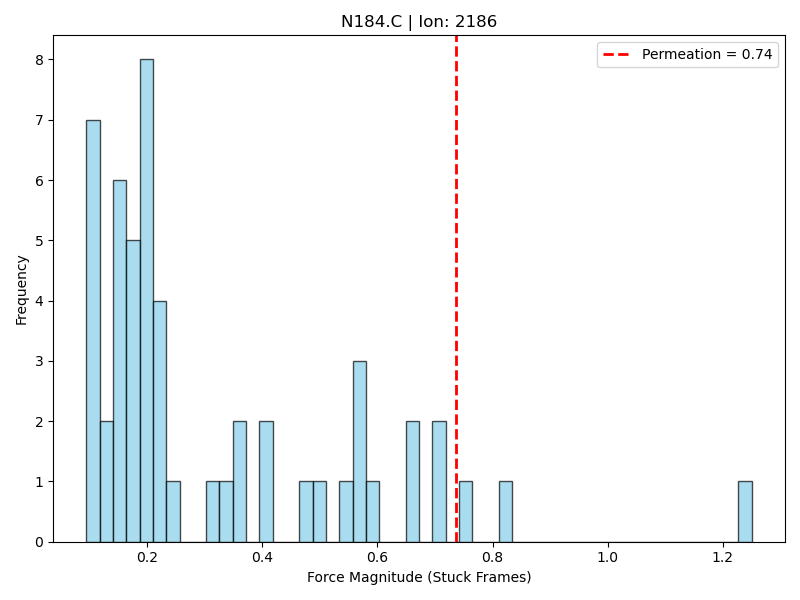 N184.C | Ion: 2186
Permeation = 0.74
Frequency
8
7
6
5
4
3
2
1
0
0.2 0.4 0.6 0.8 1.0 1.2
Force Magnitude (Stuck Frames)